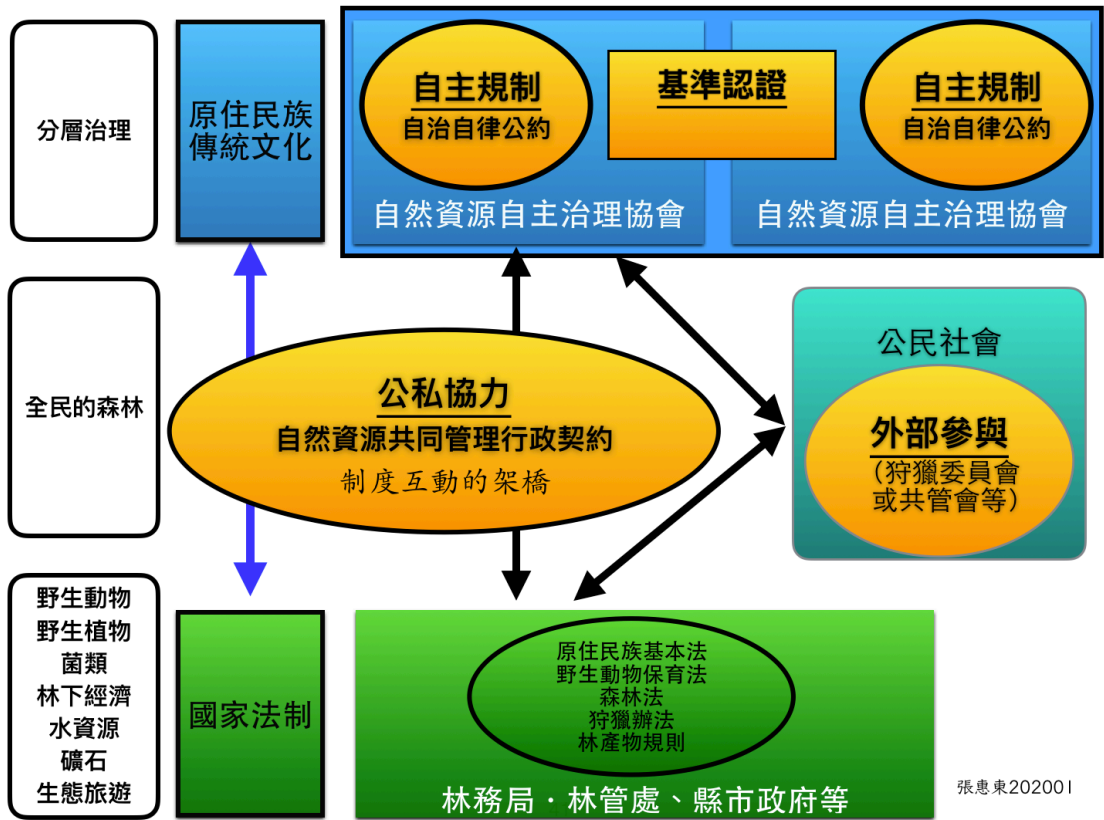 分層治理
原住民族
傳統文化
自主規制
自治自律公約
基準認證
自主規制
自治自律公約
自然資源自主治理協會
自然資源自主治理協會
全民的森林
公私協力
自然資源共同管理行政契約
制度互動的架橋
公民社會
外部參與
（狩獵委員會
或共管會等）
野生動物
野生植物
菌類
林下經濟
水資源
礦石
生態旅遊
國家法制
原住民族基本法
野生動物保育法
森林法
狩獵辦法
林產物規則
林務局．林管處、縣市政府等
張惠東202001